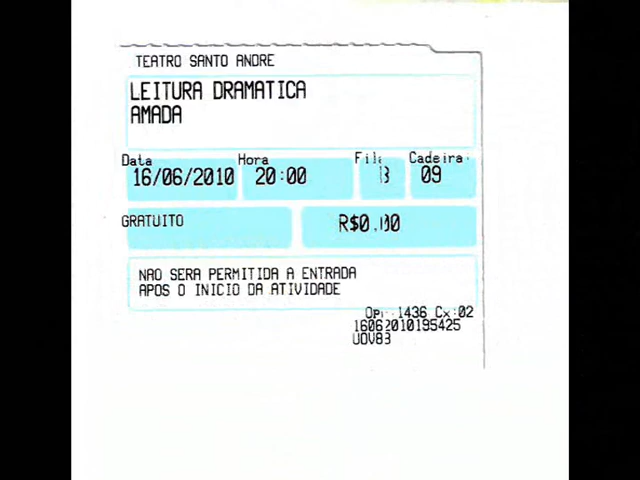 TEATRO SANTO ANDRE
LEITURA DRAMATICA
AMADA
Data Hora Fila Cadeira
16/06/2010 20:00 B 09
GRATUITO R$0,00
NAO SERA PERMITIDA A ENTRADA
APOS O INICIO DA ATIVIDADE
1436 Cx:02
16062010195425
UOV83